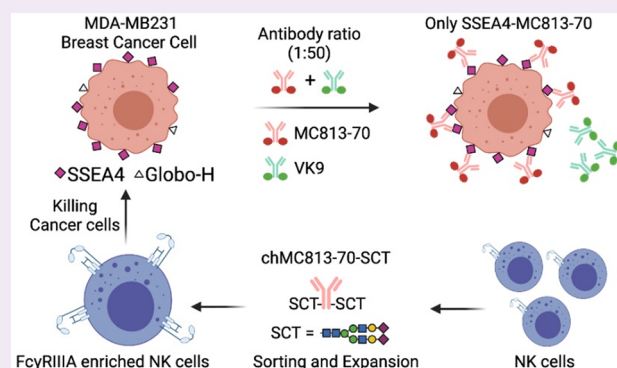 MDA-MB231
Breast Cancer Cell
Antibody ratio
(1:50)
Only SSEA4-MC813-70
+
MC813-70
VK9
SSEA4 Globo-H
Killing
Cancer cells
chMC813-70-SCT
SCT- -SCT
SCT =
FcγRIIIA enriched NK cells
Sorting and Expansion
NK cells